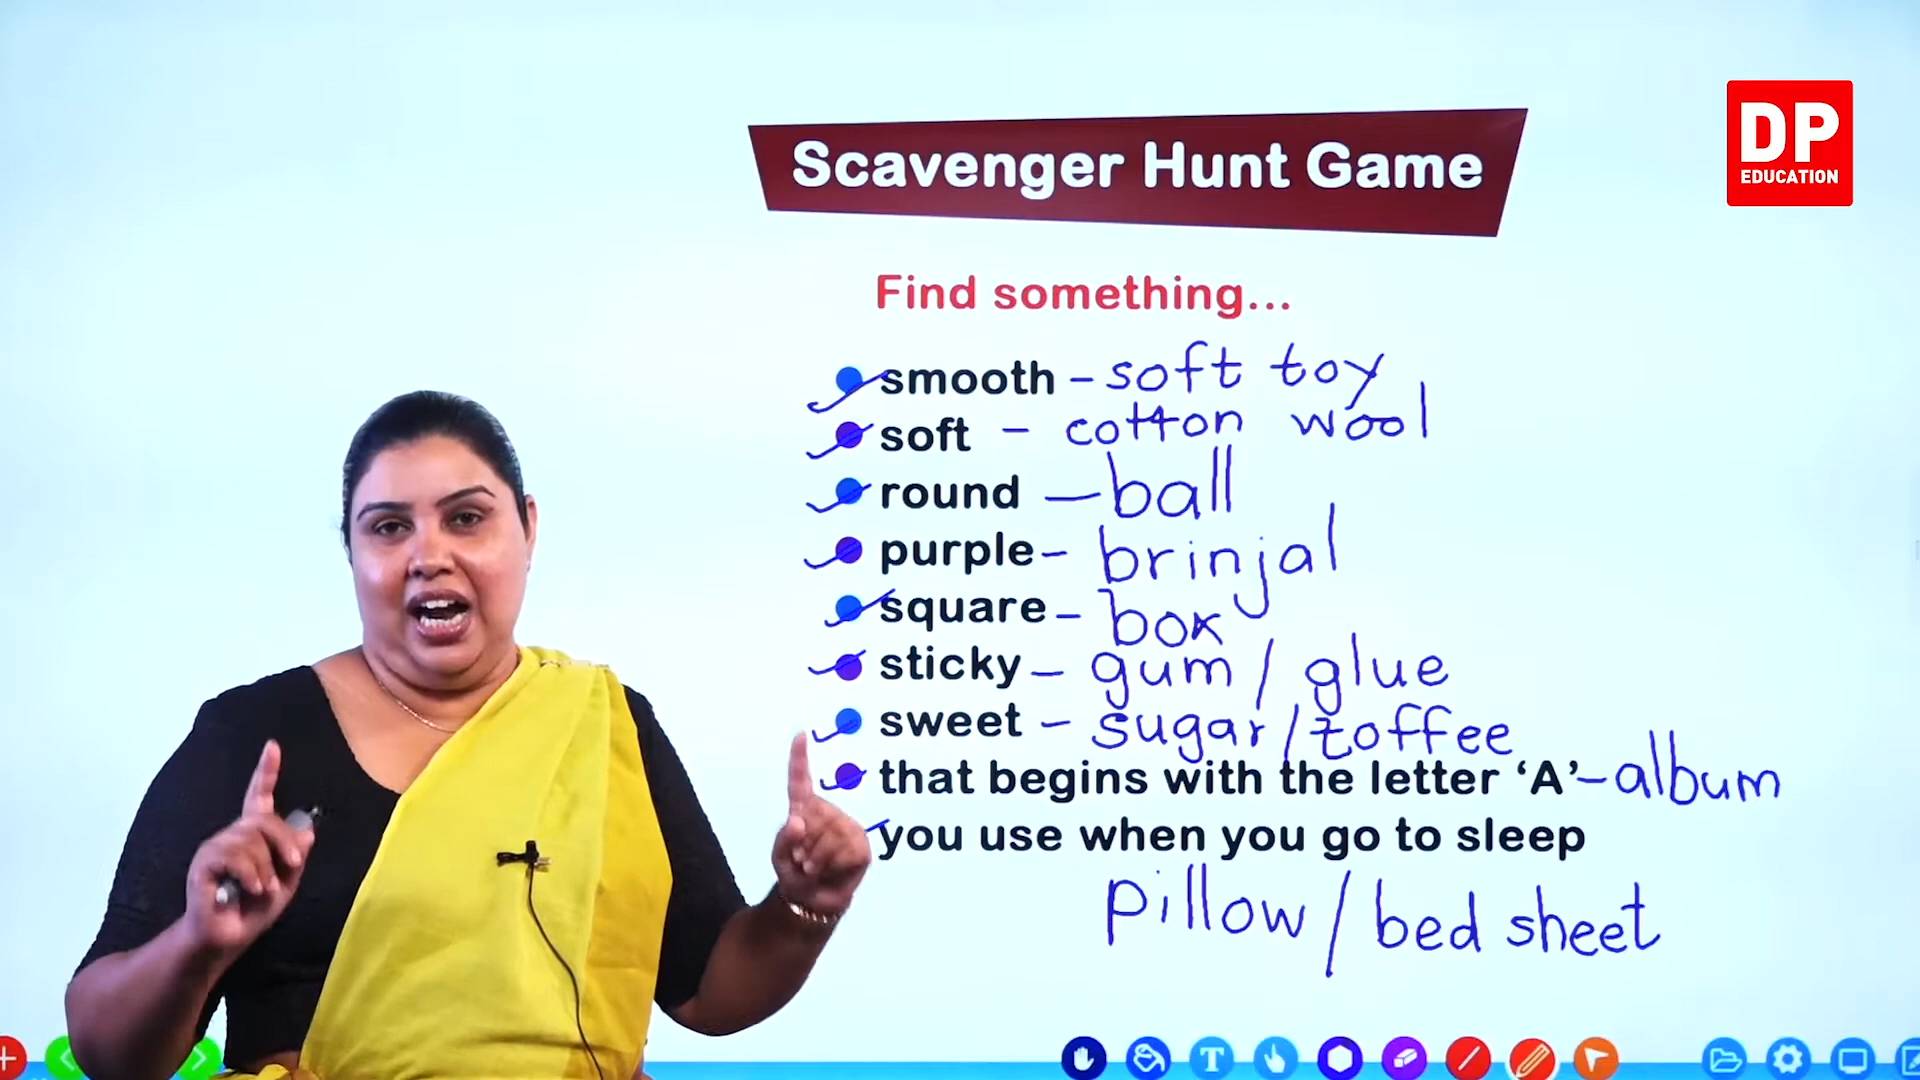 DP
EDUCATION
Scavenger Hunt Game
Find something...
smooth - soft toy
soft - cotton wool
round - ball
purple - brinjal
square - box
sticky - gum / glue
sweet - sugar / toffee
that begins with the letter ‘A’ - album
you use when you go to sleep
pillow / bed sheet